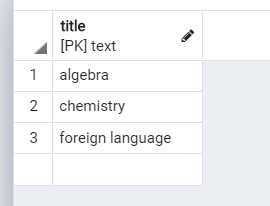 title
[PK] text
1 algebra
2 chemistry
3 foreign language